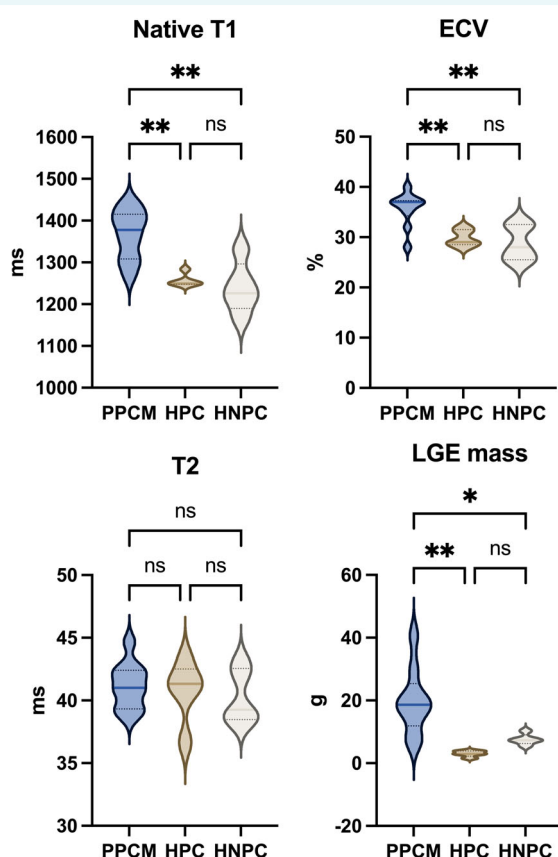 Native T1
**
**
ns
1600
1500
1400
1300
1200
1100
1000
ms
PPCM HPC HNPC
ECV
**
**
ns
50
40
30
20
10
0
%
PPCM HPC HNPC
T2
ns
ns
ns
50
45
40
35
30
ms
PPCM HPC HNPC
LGE mass
*
**
ns
60
40
20
0
-20
g
PPCM HPC HNPC